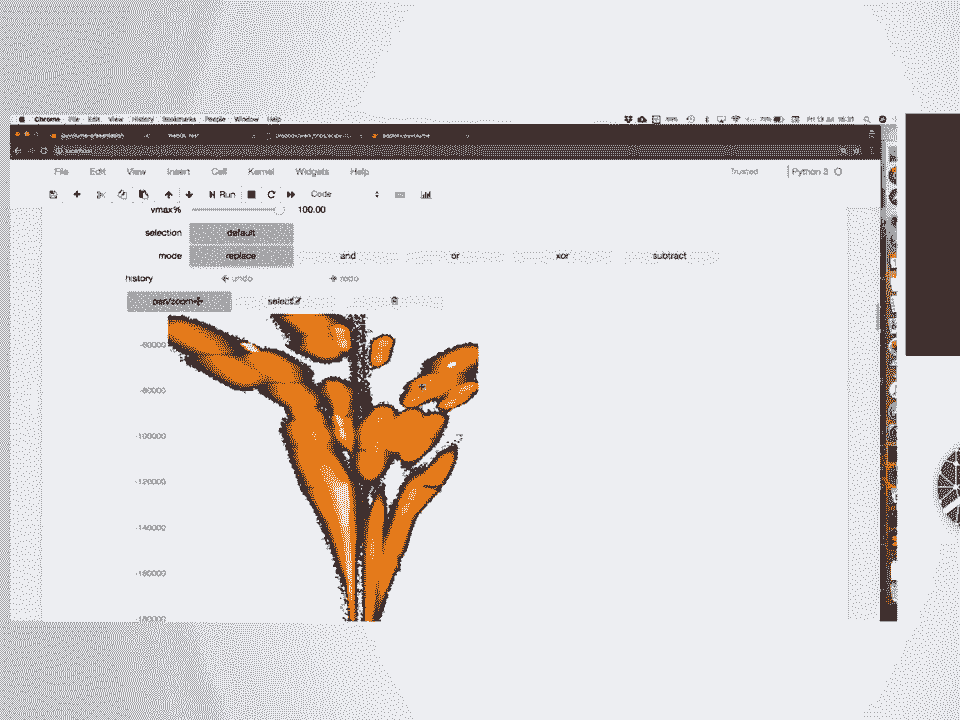 Chrome File Edit View History Bookmarks People Window Help
localhost
File Edit View Insert Cell Kernel Widgets Help
Trusted Python 3
Run Code
vmax% 100.00
selection default
mode replace and or xor subtract
history undo redo
pan/zoom select
-60000
-80000
-100000
-120000
-140000
-160000
-180000